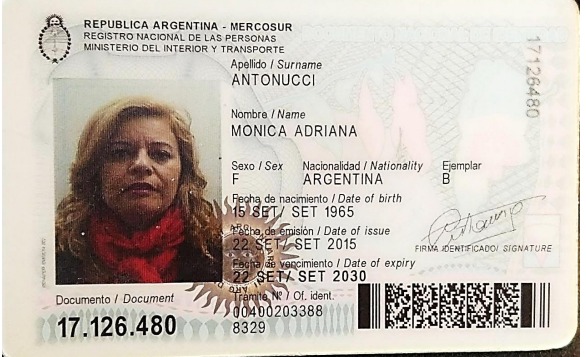 REPUBLICA ARGENTINA - MERCOSUR
REGISTRO NACIONAL DE LAS PERSONAS
MINISTERIO DEL INTERIOR Y TRANSPORTE
Apellido / Surname
ANTONUCCI
Nombre / Name
MONICA ADRIANA
Sexo / Sex Nacionalidad / Nationality Ejemplar
F ARGENTINA B
Fecha de nacimiento / Date of birth
SET/ SET 1965
Fecha de emisión / Date of issue
22 SET/ SET 2015
Fecha de vencimiento / Date of expiry
22 SET/ SET 2030
FIRMA IDENTIFICADO/ SIGNATURE
Trámite Nº / Of. ident.
00400203388
8329
Documento / Document
17.126.480
17126480